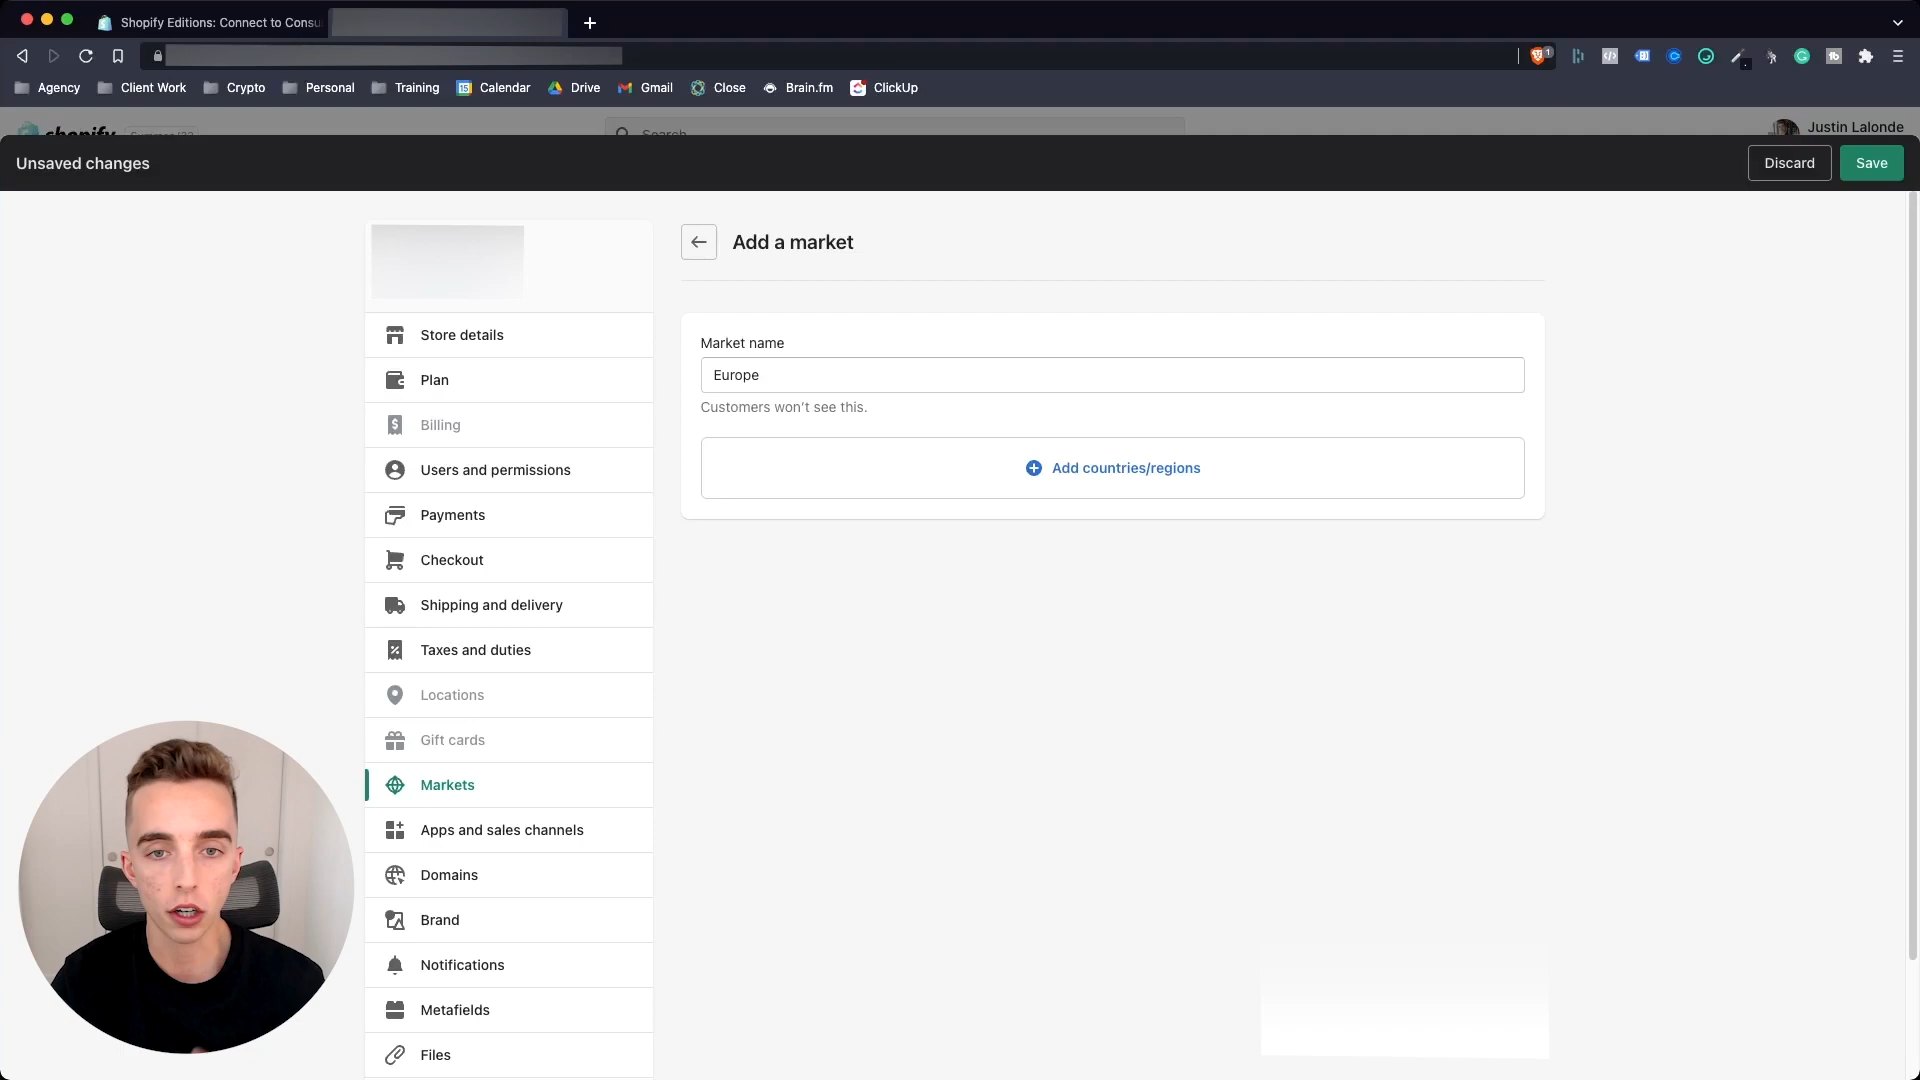 Shopify Editions: Connect to Consu
1
Agency
Client Work
Crypto
Personal
Training
Calendar
Drive
Gmail
Close
Brain.fm
ClickUp
shopify
Search
Justin Lalonde
Unsaved changes
Discard
Save
Add a market
Market name
Europe
Customers won't see this.
Add countries/regions
Store details
Plan
Billing
Users and permissions
Payments
Checkout
Shipping and delivery
Taxes and duties
Locations
Gift cards
Markets
Apps and sales channels
Domains
Brand
Notifications
Metafields
Files